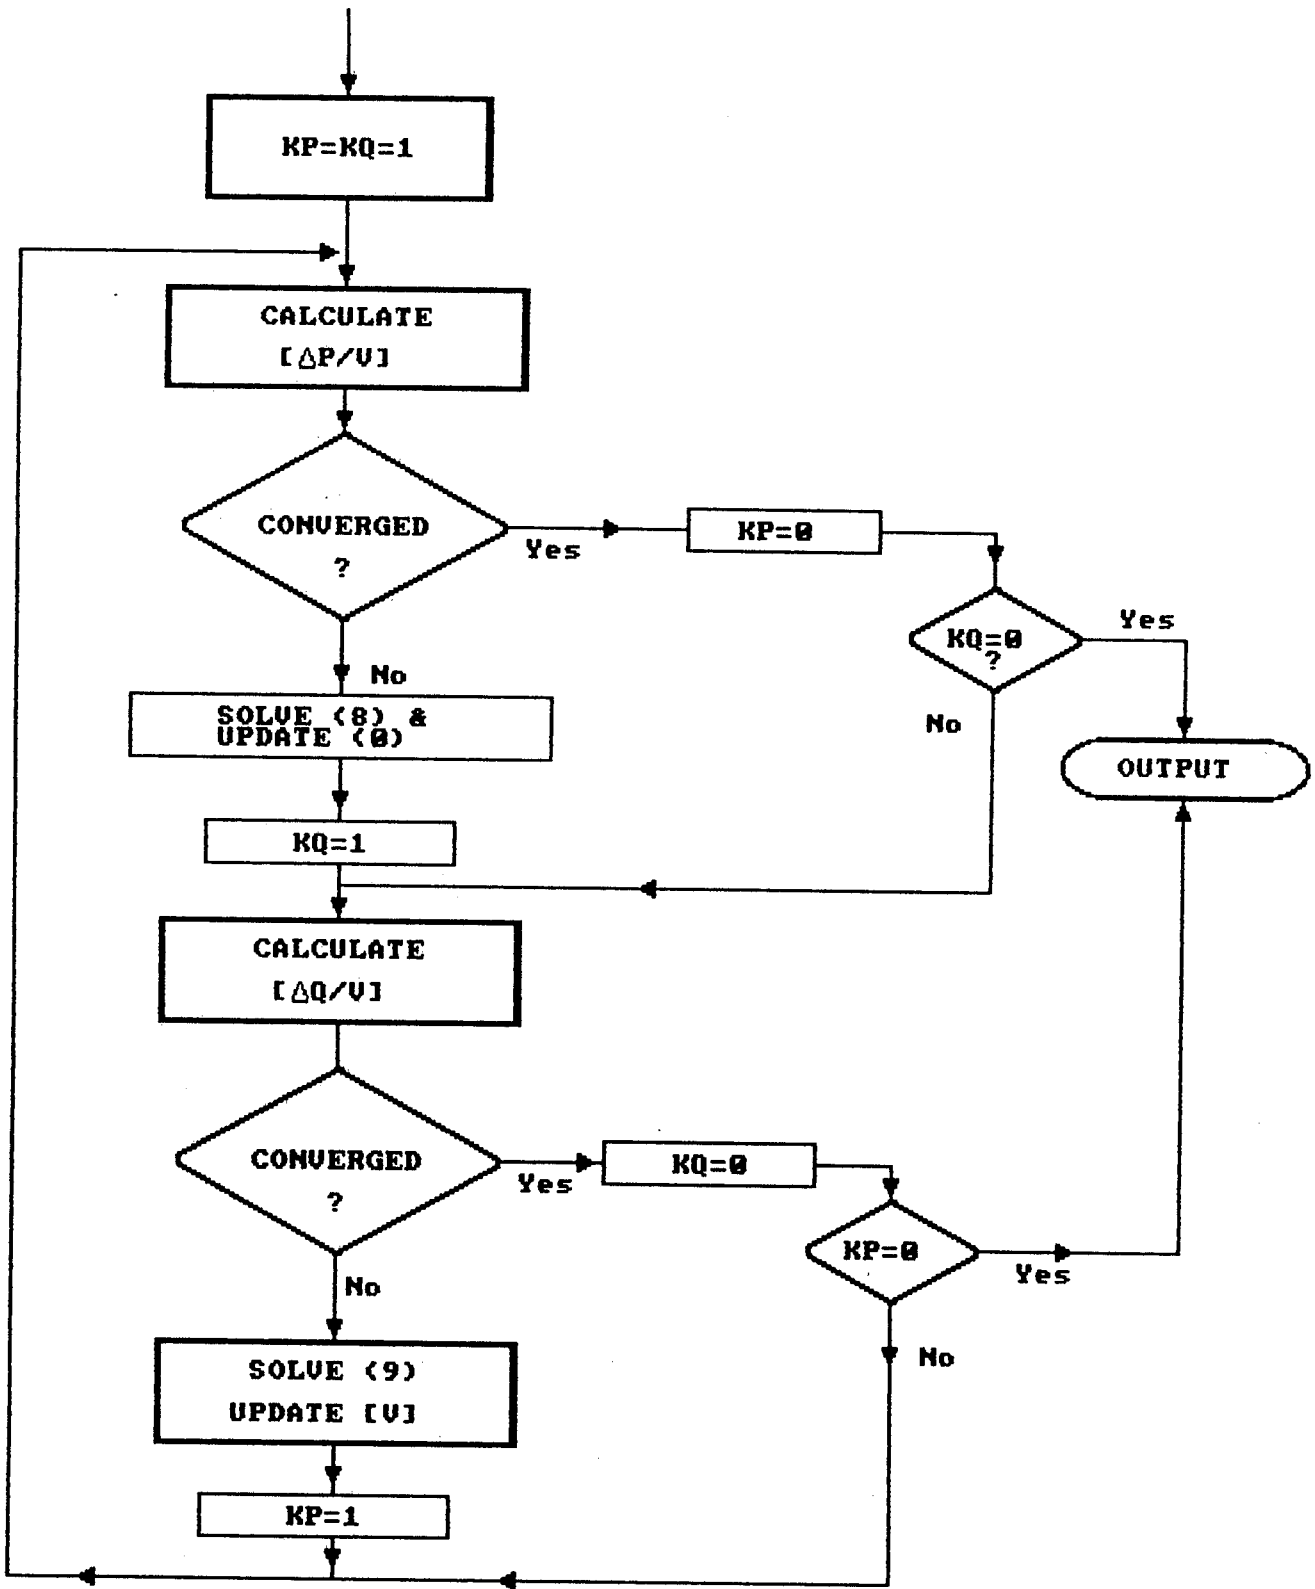 KP=KQ=1
CALCULATE
[ΔP/V]
CONVERGED
?
Yes
KP=0
KQ=0
?
Yes
No
No
SOLVE (8) &
UPDATE (0)
OUTPUT
KQ=1
CALCULATE
[ΔQ/V]
CONVERGED
?
Yes
KQ=0
KP=0
Yes
No
No
SOLVE (9)
UPDATE [V]
KP=1